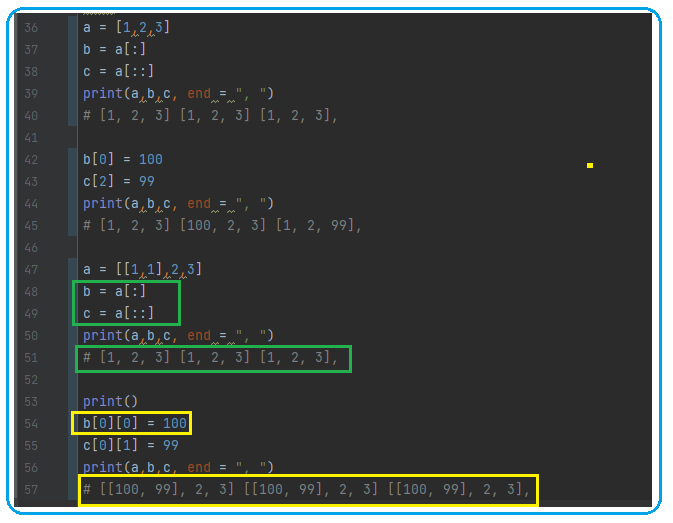 36 a = [1,2,3]
37 b = a[:]
38 c = a[::]
39 print(a,b,c, end = ", ")
40 # [1, 2, 3] [1, 2, 3] [1, 2, 3],
41
42 b[0] = 100
43 c[2] = 99
44 print(a,b,c, end = ", ")
45 # [1, 2, 3] [100, 2, 3] [1, 2, 99],
46
47 a = [[1,1],2,3]
48 b = a[:]
49 c = a[::]
50 print(a,b,c, end = ", ")
51 # [1, 2, 3] [1, 2, 3] [1, 2, 3],
52
53 print()
54 b[0][0] = 100
55 c[0][1] = 99
56 print(a,b,c, end = ", ")
57 # [[100, 99], 2, 3] [[100, 99], 2, 3] [[100, 99], 2, 3],